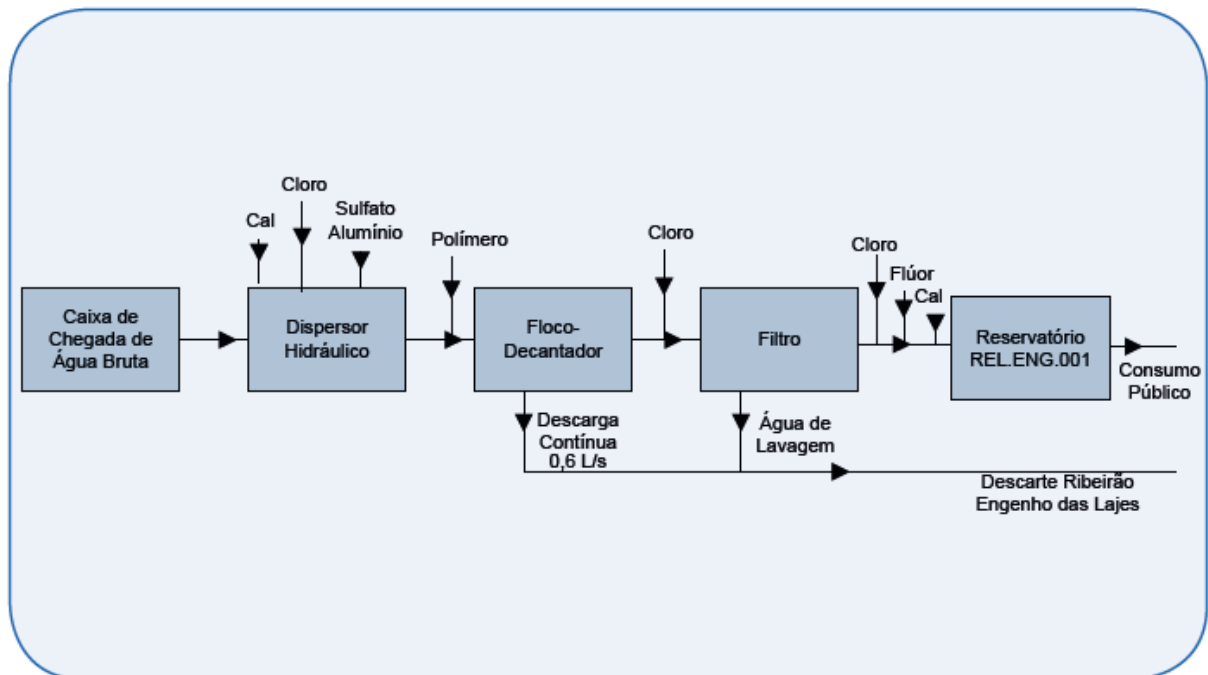 Cal
Cloro
Sulfato
Alumínio
Polímero
Cloro
Cloro
Flúor
Cal
Caixa de
Chegada de
Água Bruta
Dispersor
Hidráulico
Floco-
Decantador
Filtro
Reservatório
REL.ENG.001
Consumo
Público
Descarga
Contínua
0,6 L/s
Água de
Lavagem
Descarte Ribeirão
Engenho das Lajes